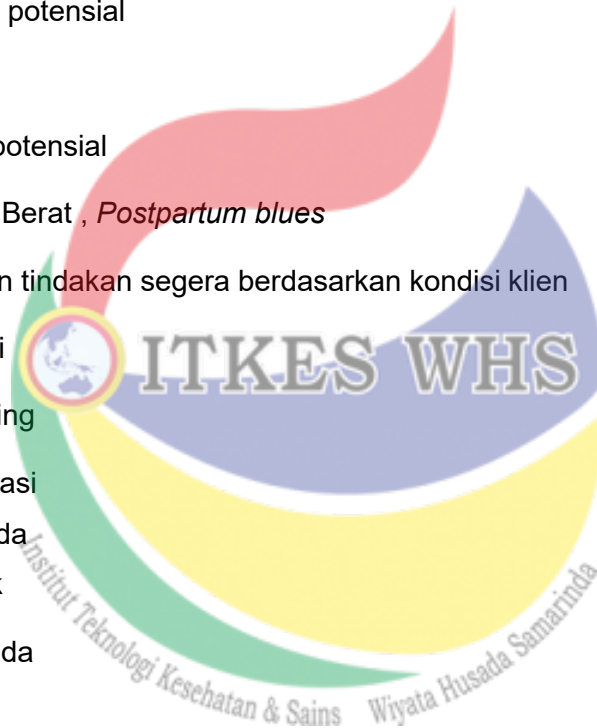 potensial
potensial
Berat , Postpartum blues
n tindakan segera berdasarkan kondisi klien
i
ITKES WHS
ing
asi
da
k
da
Institut Teknologi Kesehatan & Sains Wiyata Husada Samarinda